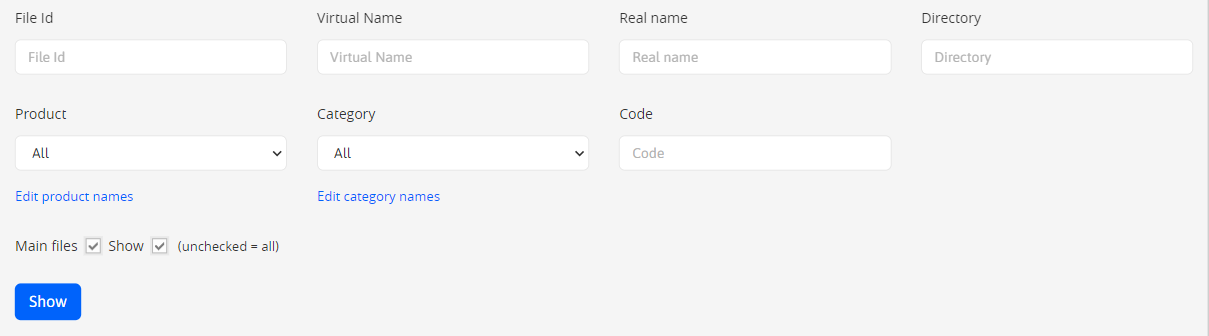 File Id Virtual Name Real name Directory
File Id Virtual Name Real name Directory
Product Category Code
All All Code
Edit product names Edit category names
Main files Show (unchecked = all)
Show